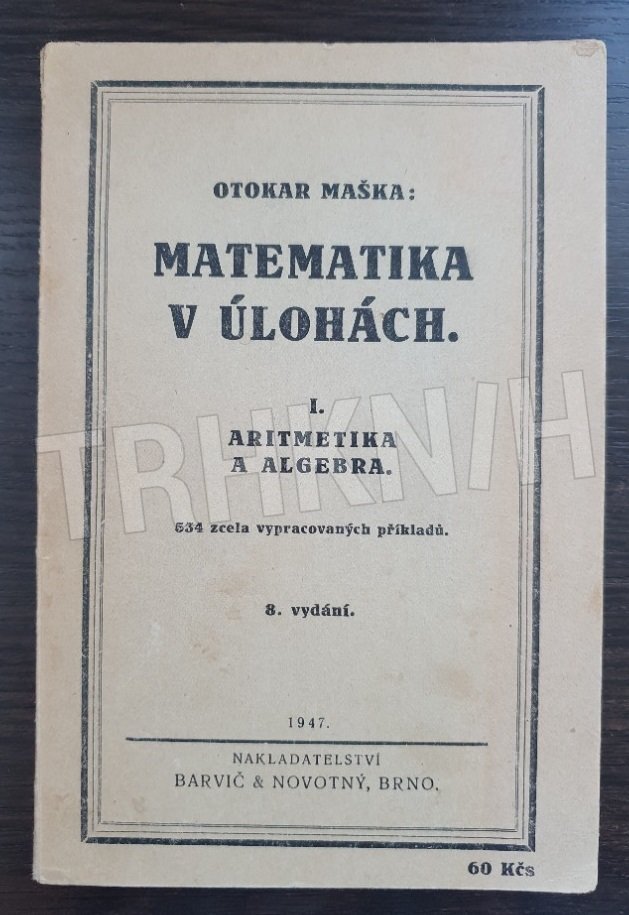 OTOKAR MAŠKA:
MATEMATIKA
V ÚLOHÁCH.
I.
ARITMETIKA
A ALGEBRA.
634 zcela vypracovaných příkladů.
8. vydání.
1947.
NAKLADATELSTVÍ
BARVIČ & NOVOTNÝ, BRNO.
60 Kčs
TRHKNIH